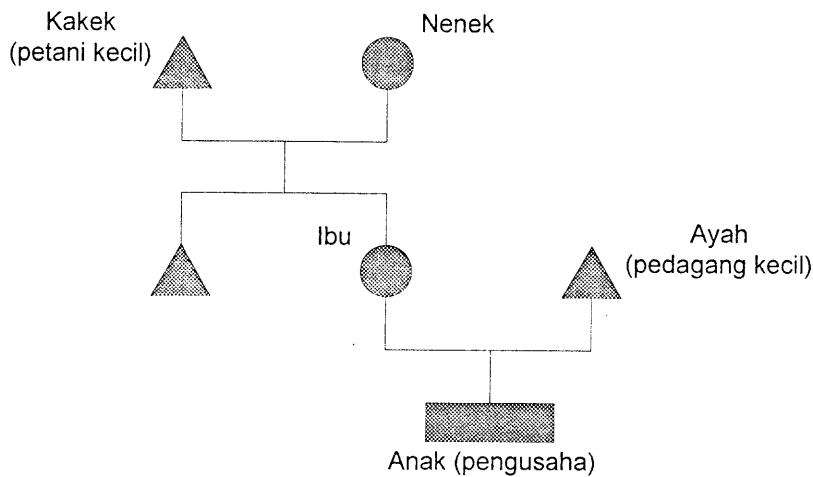 Kakek
(petani kecil)
Nenek
Ibu
Ayah
(pedagang kecil)
Anak (pengusaha)